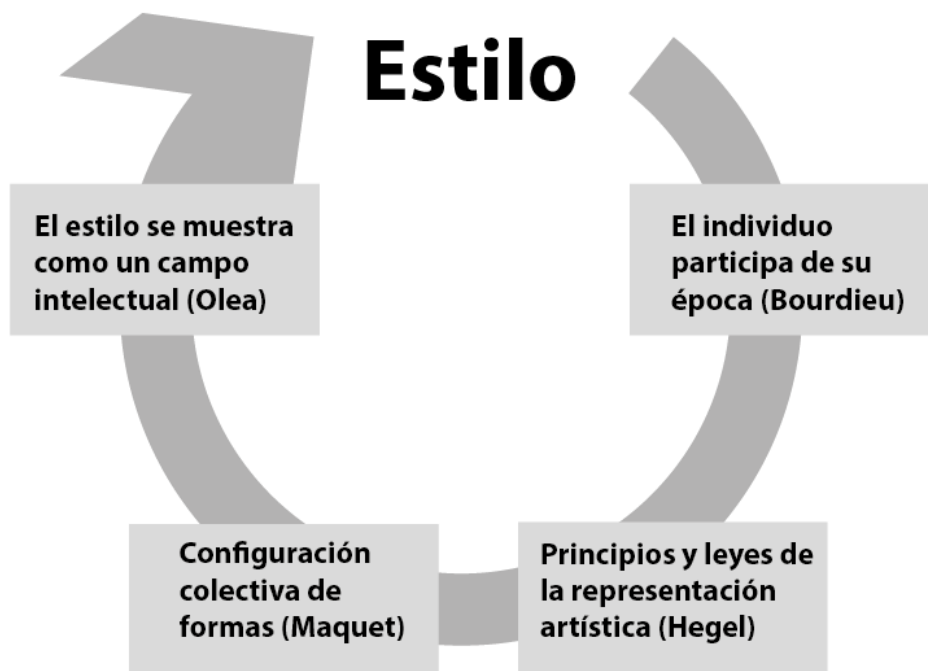 Estilo
El estilo se muestra
como un campo
intelectual (Olea)
El individuo
participa de su
época (Bourdieu)
Configuración
colectiva de
formas (Maquet)
Principios y leyes de
la representación
artística (Hegel)